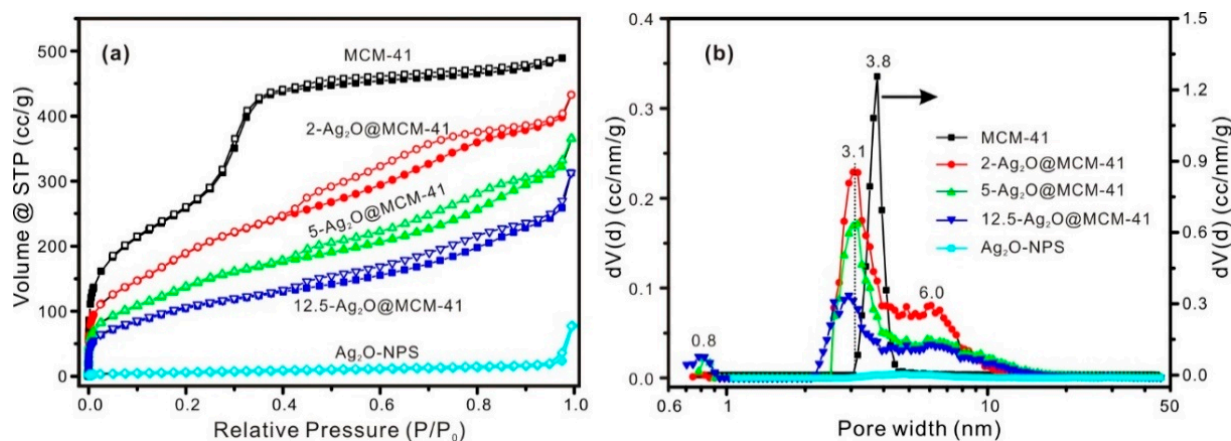 (a)
MCM-41
2-Ag₂O@MCM-41
5-Ag₂O@MCM-41
12.5-Ag₂O@MCM-41
Ag₂O-NPS
Volume @ STP (cc/g)
500
400
300
200
100
0
0.0 0.2 0.4 0.6 0.8 1.0
Relative Pressure (P/P₀)
(b)
3.8
3.1
6.0
0.8
MCM-41
2-Ag₂O@MCM-41
5-Ag₂O@MCM-41
12.5-Ag₂O@MCM-41
Ag₂O-NPS
dV(d) (cc/nm/g)
0.4
0.3
0.2
0.1
0.0
0.6 1 10 50
Pore width (nm)
1.5
1.2
0.9
0.6
0.3
0.0
dV(d) (cc/nm/g)